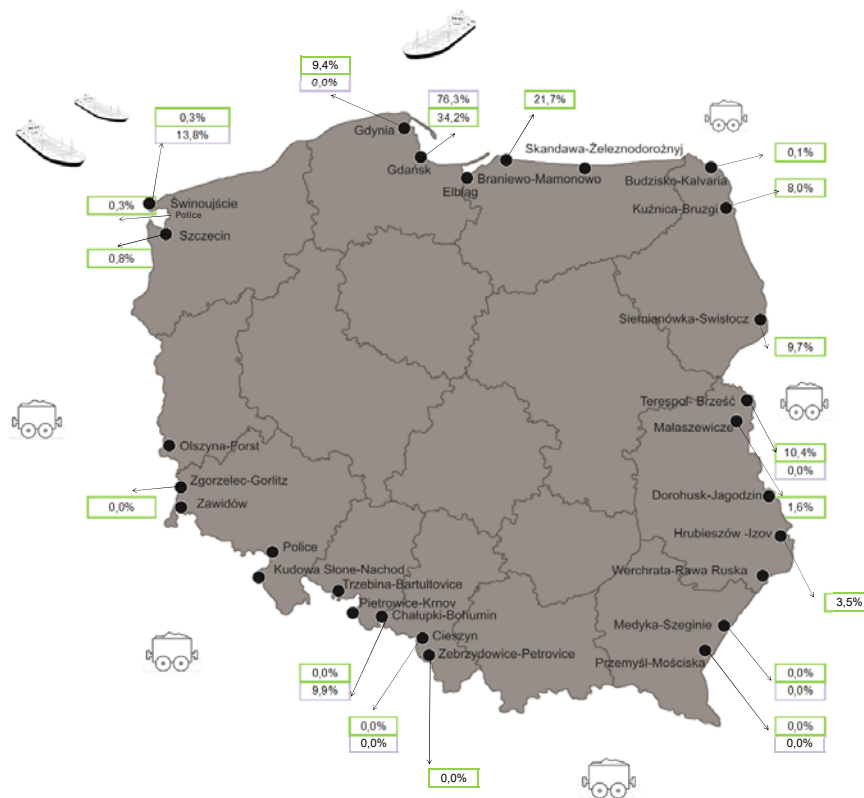 9,4%
0,0%
76,3%
34,2%
21,7%
0,3%
13,8%
Gdynia
Gdańsk
Skandawa-Żeleznodorożnyj
0,1%
Elbląg
Braniewo-Mamonowo
Budzisko-Kalvaria
8,0%
Kuźnica-Bruzgi
0,3%
Świnoujście
Police
Szczecin
0,8%
Siemianówka-Swisłocz
9,7%
Terespol- Brześć
Małaszewicze
10,4%
0,0%
Olszyna-Forst
Zgorzelec-Gorlitz
0,0%
Zawidów
Dorohusk-Jagodzin
1,6%
Hrubieszów -Izov
Police
Kudowa Słone-Nachod
Werchrata-Rawa Ruska
Trzebina-Bartultovice
3,5%
Pietrowice-Krnov
Chałupki-Bohumin
Medyka-Szeginie
Cieszyn
Zebrzydowice-Petrovice
Przemyśl-Mościska
0,0%
9,9%
0,0%
0,0%
0,0%
0,0%
0,0%
0,0%
0,0%